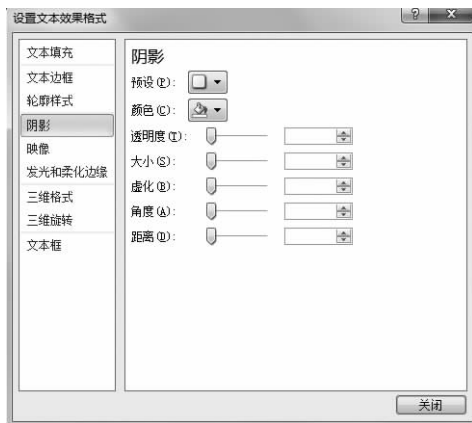 设置文本效果格式
文本填充
文本边框
轮廓样式
阴影
映像
发光和柔化边缘
三维格式
三维旋转
文本框
阴影
预设(P):
颜色(C):
透明度(T):
大小(S):
虚化(B):
角度(A):
距离(D):
关闭